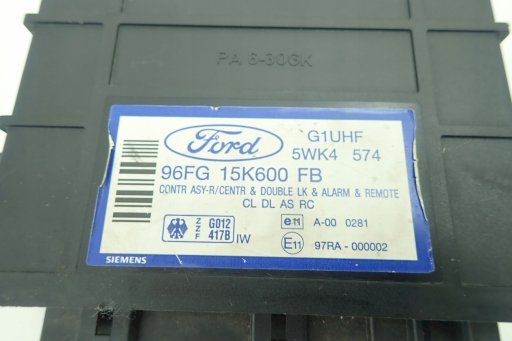 PA 6-30GK
Ford
G1UHF
5WK4 574
96FG 15K600 FB
CONTR ASY-R/CENTR & DOUBLE LK & ALARM & REMOTE
CL DL AS RC
ZZF G012 417B IW
e11 A-00 0281
E11 97RA-000002
SIEMENS